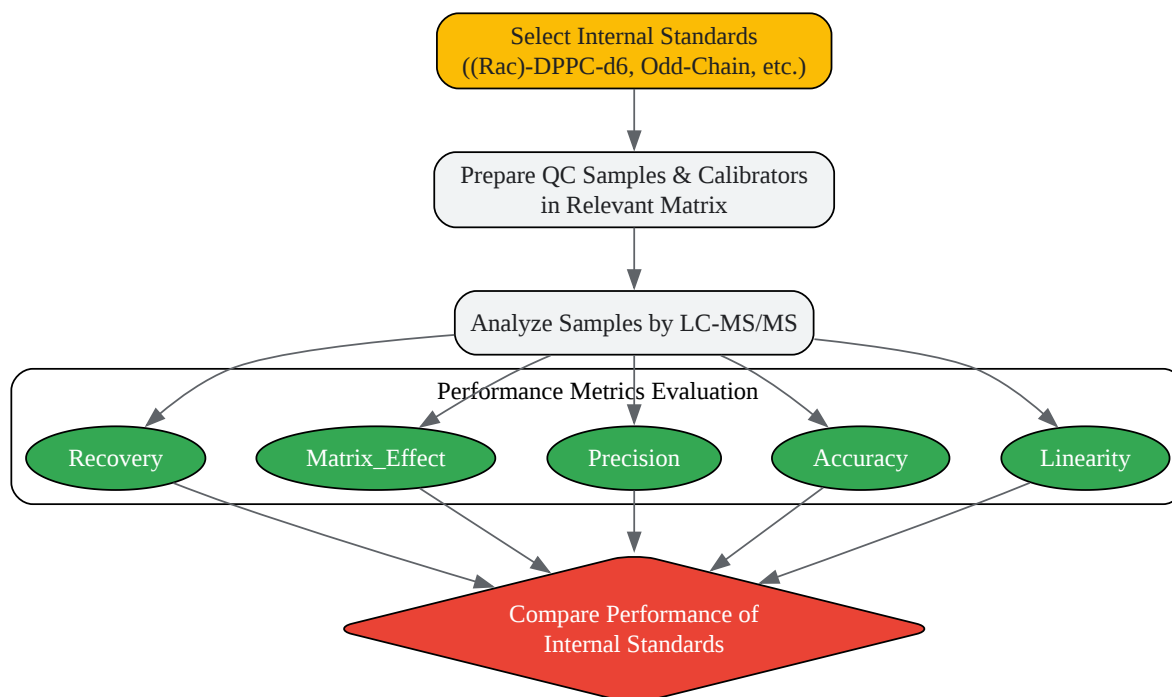 Select Internal Standards
((Rac)-DPPC-d6, Odd-Chain, etc.)
Prepare QC Samples & Calibrators
in Relevant Matrix
Analyze Samples by LC-MS/MS
Performance Metrics Evaluation
Recovery
Matrix_Effect
Precision
Accuracy
Linearity
Compare Performance of
Internal Standards